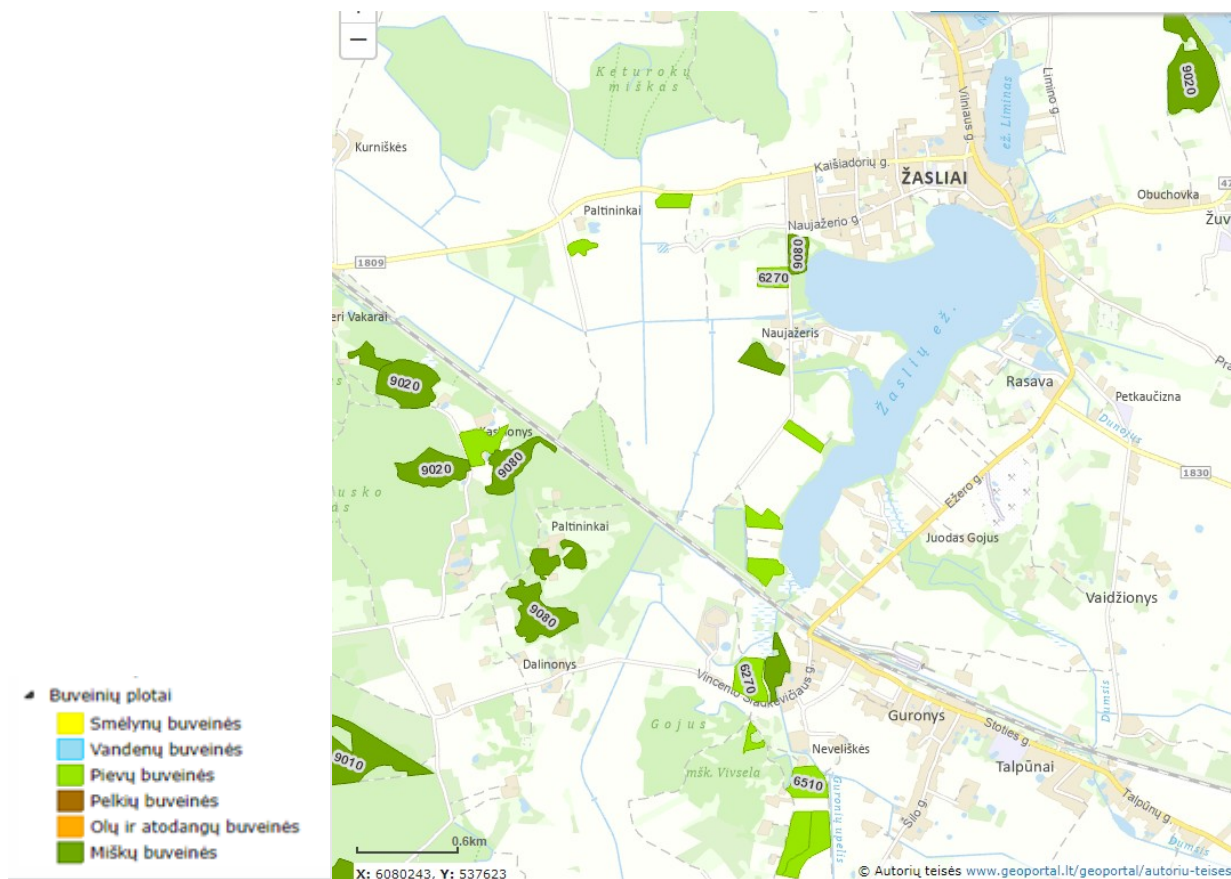 Buveinių plotai
Smėlynų buveinės
Vandenų buveinės
Pievų buveinės
Pelkių buveinės
Olų ir atodangų buveinės
Miškų buveinės
Keturokų
miškas
Vilniaus g.
ež. Liminas
Limino g.
9020
Kurniškės
Kaišiadorių g.
ŽASLIAI
Obuchovka
Paltininkai
Naujažerio g.
9080
1809
6270
Naujažeris
Žaslių ež.
Rasava
Petkaučizna
Dunojus
1830
9020
9020
9080
Ežero g.
Paltininkai
Juodas Gojus
Vaidžionys
9080
Dalinonys
6270
Guronys
Stoties g.
Dumsis
Gojus
Neveliškės
Talpūnai
mšk. Vivsela
9010
6510
Guronių upelis
Šilo g.
Talpūnų g.
Dumsis
0.6km
X: 6080243, Y: 537623
© Autorių teisės www.geoportal.lt/geoportal/autoriu-teises